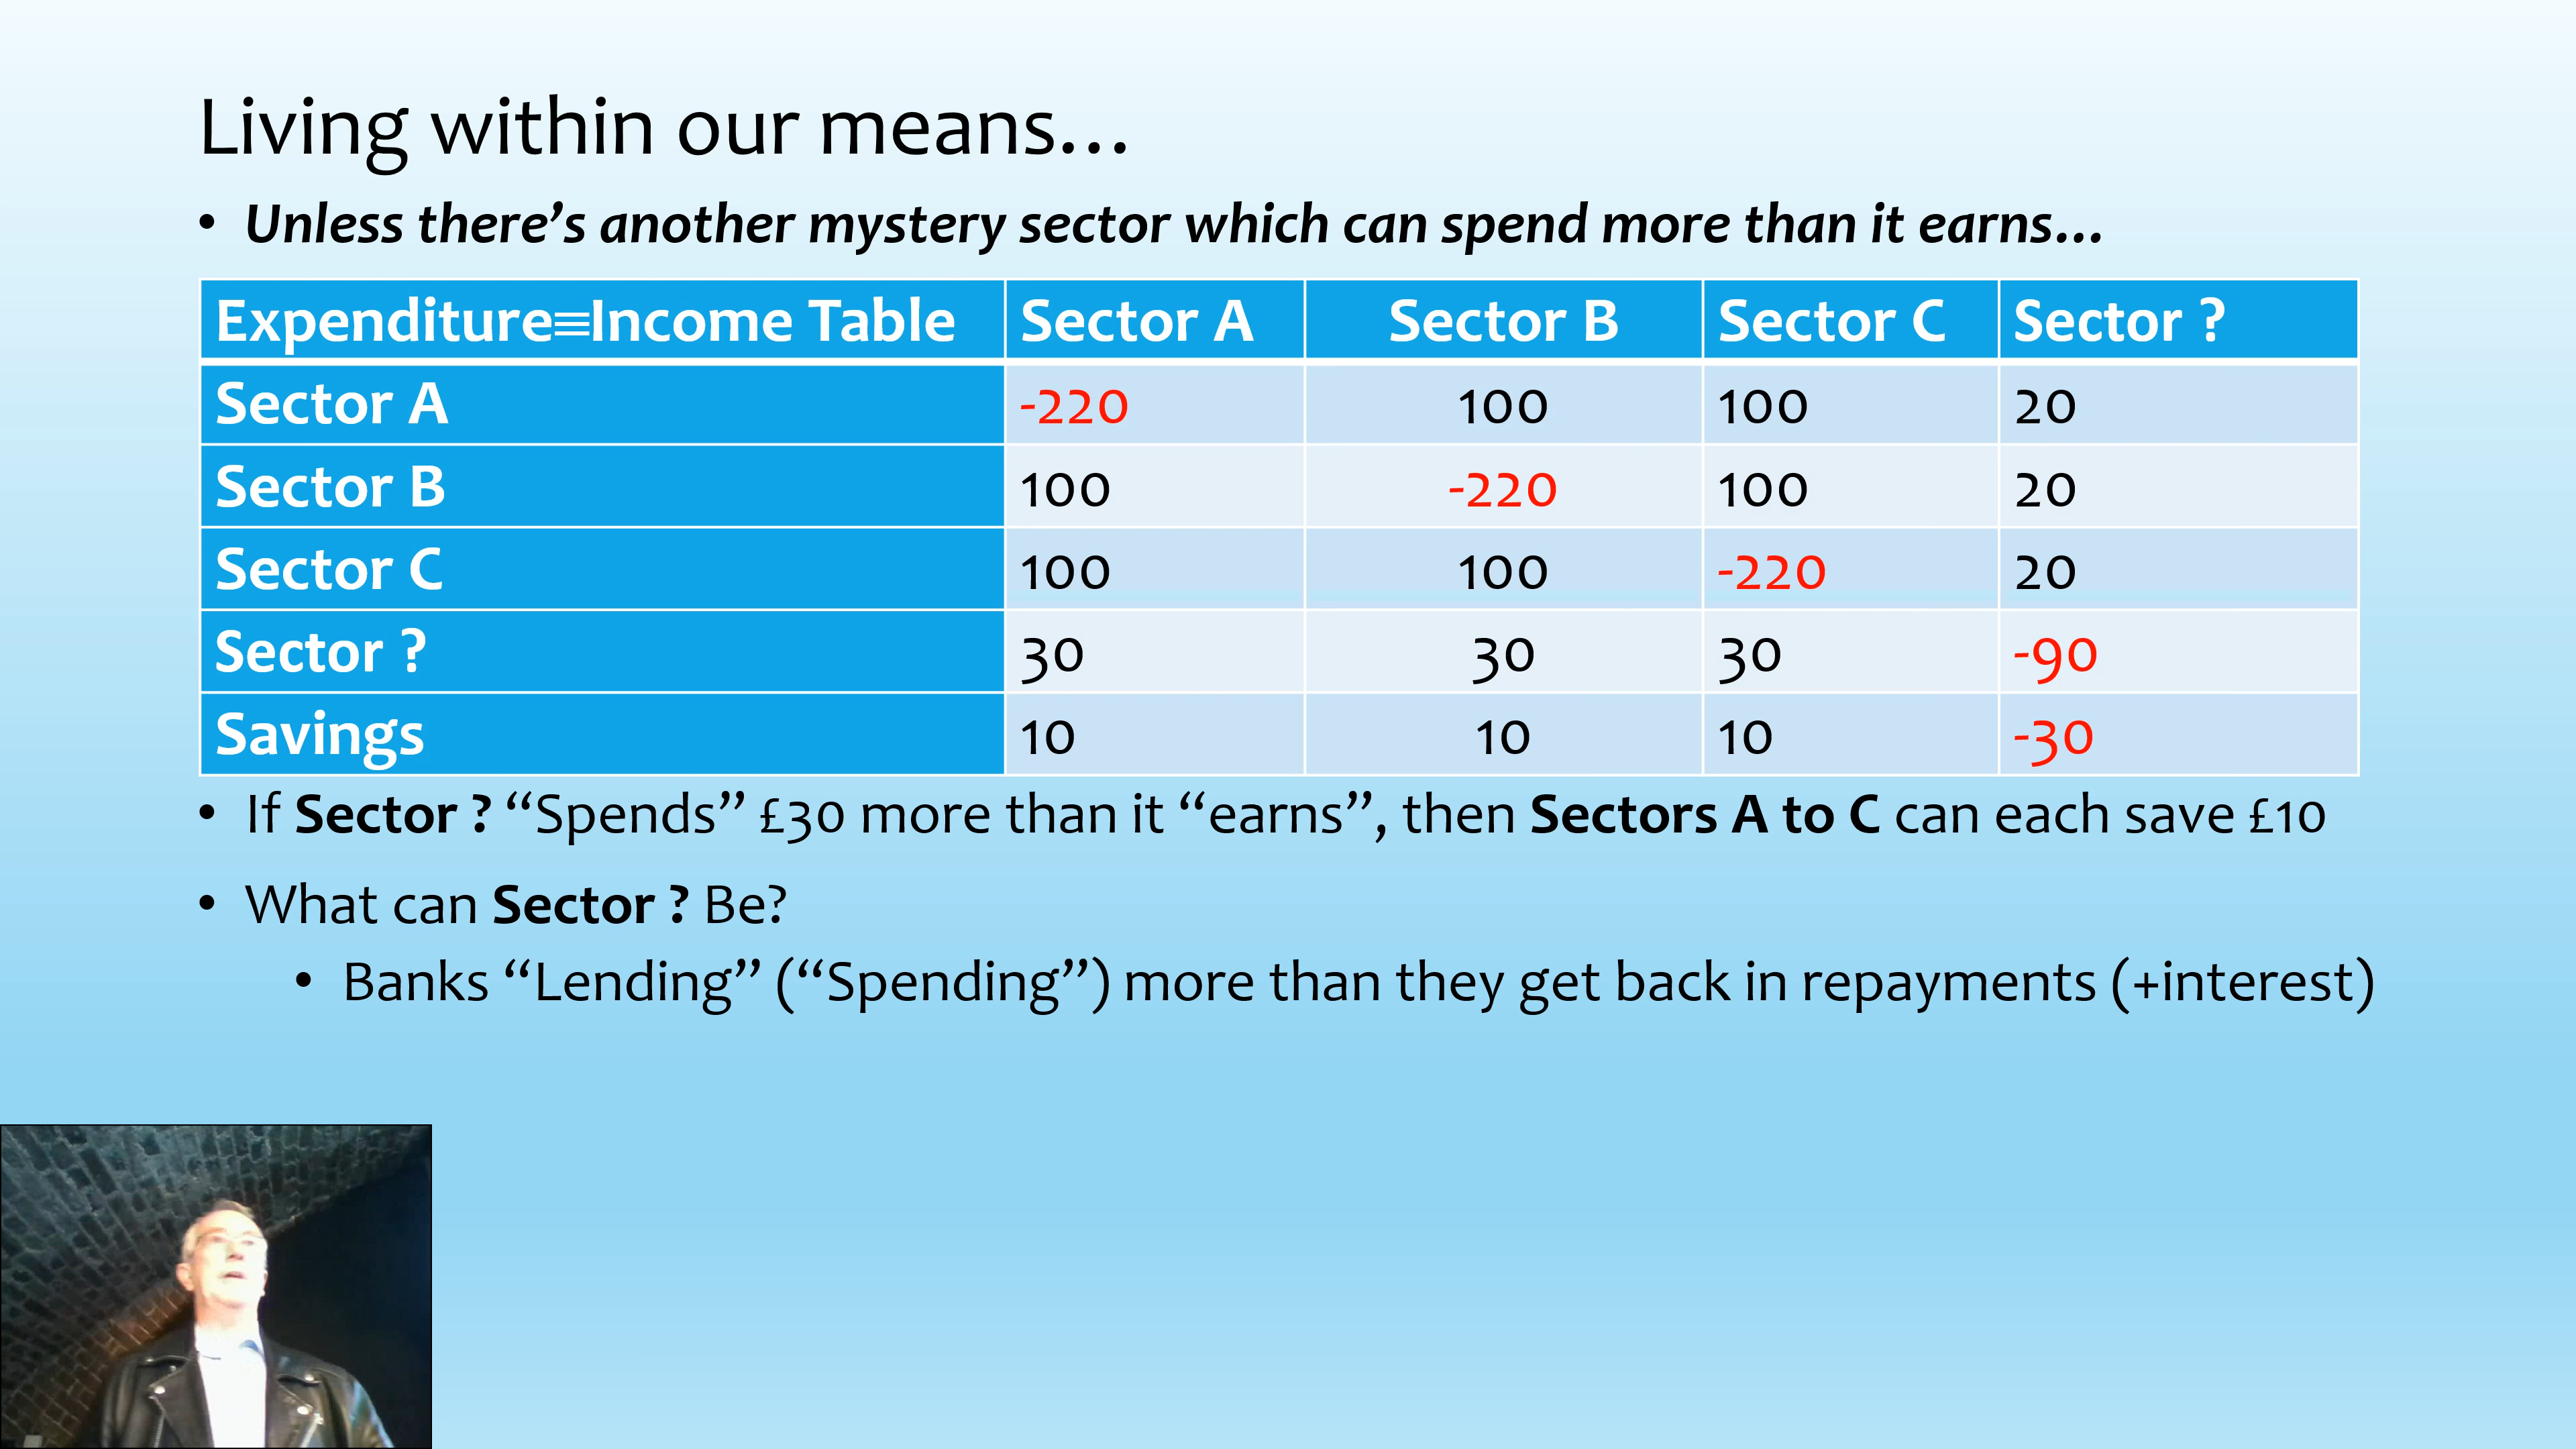 Living within our means...
• Unless there's another mystery sector which can spend more than it earns...
Expenditure≡Income Table Sector A Sector B Sector C Sector ?
Sector A -220 100 100 20
Sector B 100 -220 100 20
Sector C 100 100 -220 20
Sector ? 30 30 30 -90
Savings 10 10 10 -30
• If Sector ? “Spends” £30 more than it “earns”, then Sectors A to C can each save £10
• What can Sector ? Be?
• Banks “Lending” (“Spending”) more than they get back in repayments (+interest)